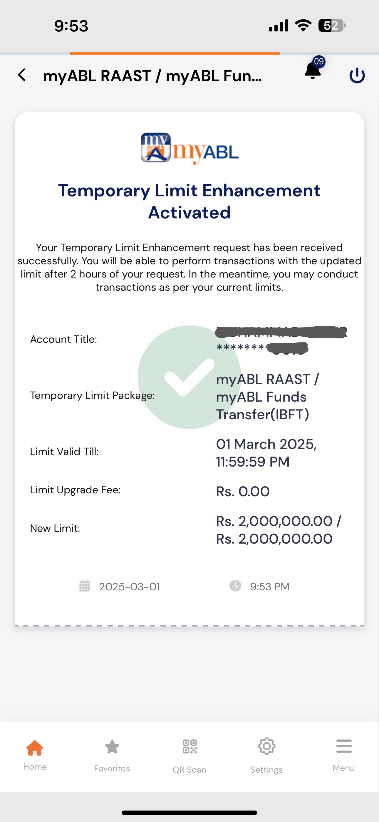 9:53
52
myABL RAAST / myABL Fun...
09
my
myABL
Temporary Limit Enhancement
Activated
Your Temporary Limit Enhancement request has been received
successfully. You will be able to perform transactions with the updated
limit after 2 hours of your request. In the meantime, you may conduct
transactions as per your current limits.
Account Title:
*******
Temporary Limit Package:
myABL RAAST /
myABL Funds
Transfer(IBFT)
Limit Valid Till:
01 March 2025,
11:59:59 PM
Limit Upgrade Fee:
Rs. 0.00
New Limit:
Rs. 2,000,000.00 /
Rs. 2,000,000.00
2025-03-01
9:53 PM
Home
Favorites
QR Scan
Settings
Menu